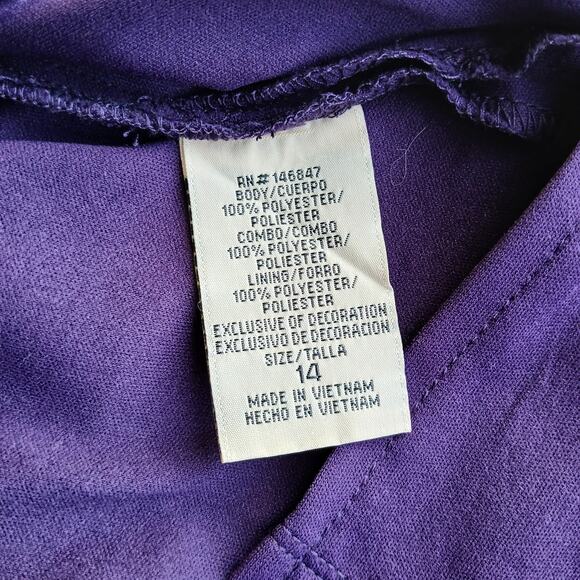 RN# 146847
BODY/CUERPO
100% POLYESTER/
POLIESTER
COMBO/COMBO
100% POLYESTER/
POLIESTER
LINING/FORRO
100% POLYESTER/
POLIESTER
EXCLUSIVE OF DECORATION
EXCLUSIVO DE DECORACION
SIZE/TALLA
14
MADE IN VIETNAM
HECHO EN VIETNAM